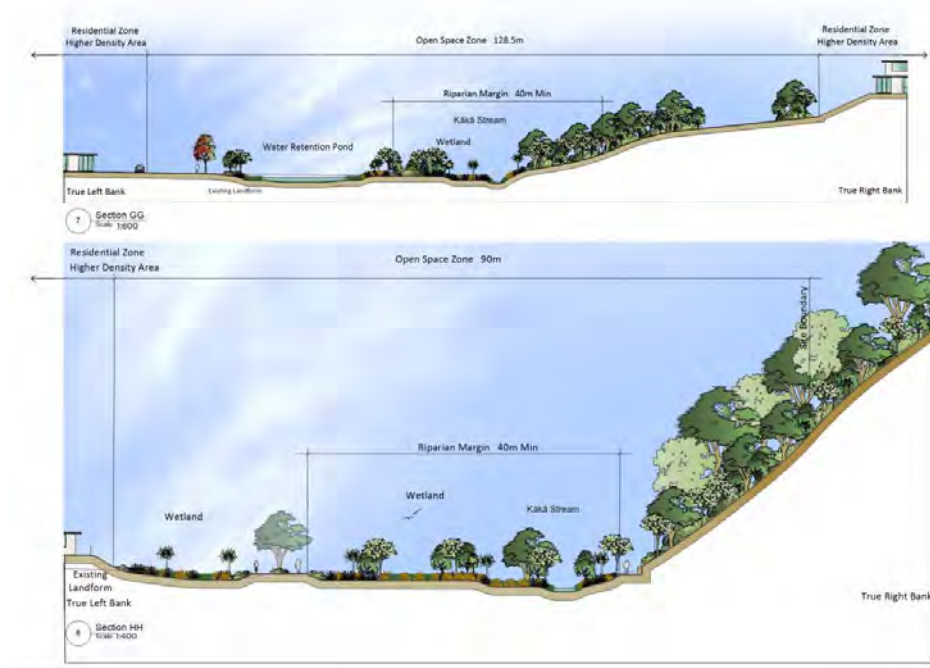 Residential Zone
Higher Density Area
Open Space Zone 128.5m
Residential Zone
Higher Density Area
Riparian Margin 40m Min
Kākā Stream
Wetland
Water Retention Pond
True Left Bank
Existing Landform
True Right Bank
7
Section GG
Scale 1:600
Residential Zone
Higher Density Area
Open Space Zone 90m
Site Boundary
Riparian Margin 40m Min
Wetland
Kākā Stream
Wetland
Existing
Landform
True Left Bank
True Right Bank
Section HH
Scale 1:400